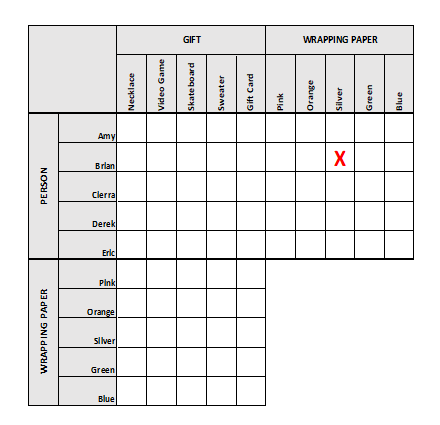 GIFT WRAPPING PAPER
Necklace Video Game Skateboard Sweater Gift Card Pink Orange Silver Green Blue
PERSON
Amy
Brian X
Cierra
Derek
Eric
WRAPPING PAPER
Pink
Orange
Silver
Green
Blue